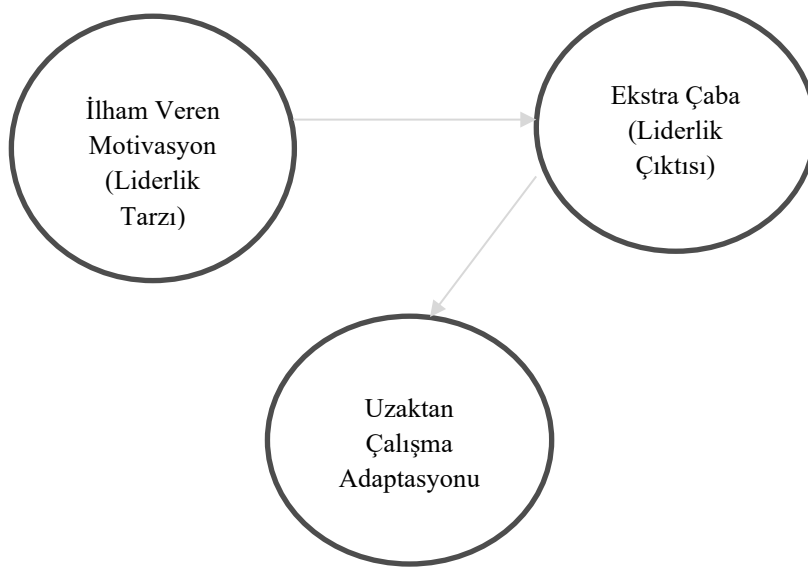 İlham Veren
Motivasyon
(Liderlik
Tarzı)
Ekstra Çaba
(Liderlik
Çıktısı)
Uzaktan
Çalışma
Adaptasyonu